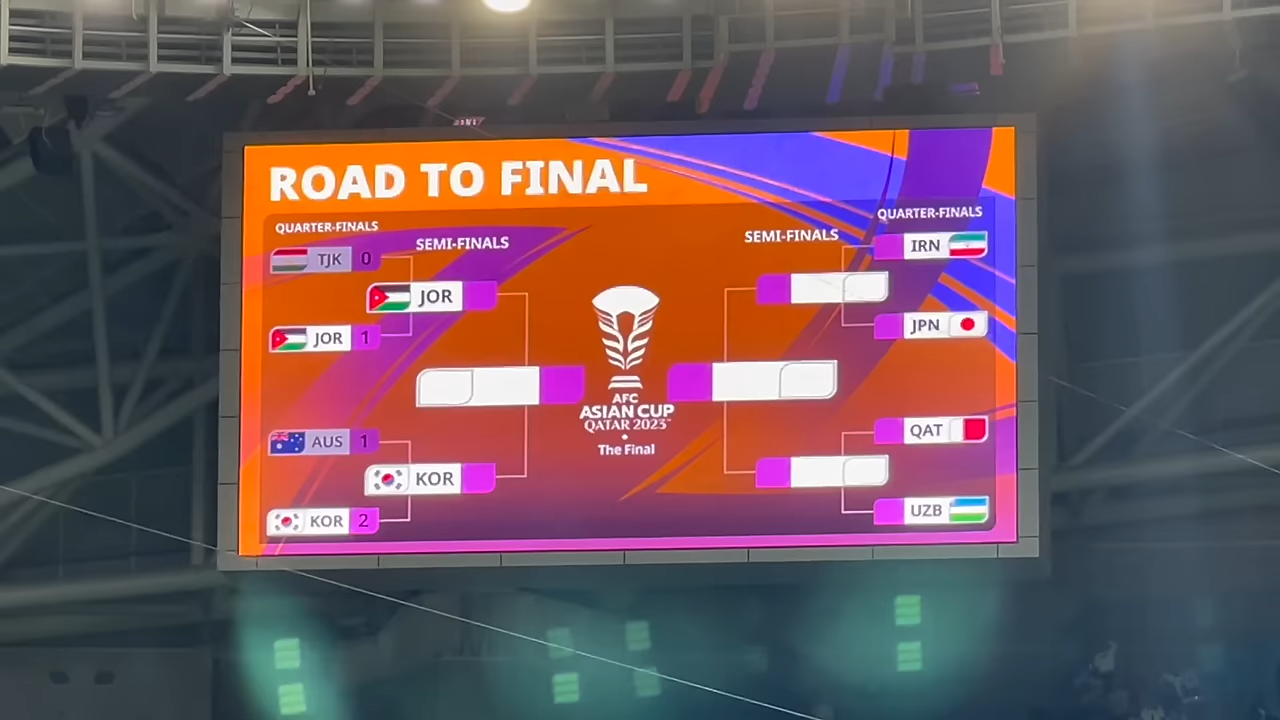 ROAD TO FINAL
QUARTER-FINALS
SEMI-FINALS
TJK 0
JOR
JOR 1
AUS 1
KOR
KOR 2
AFC
ASIAN CUP
QATAR 2023™
The Final
SEMI-FINALS
QUARTER-FINALS
IRN
JPN
QAT
UZB